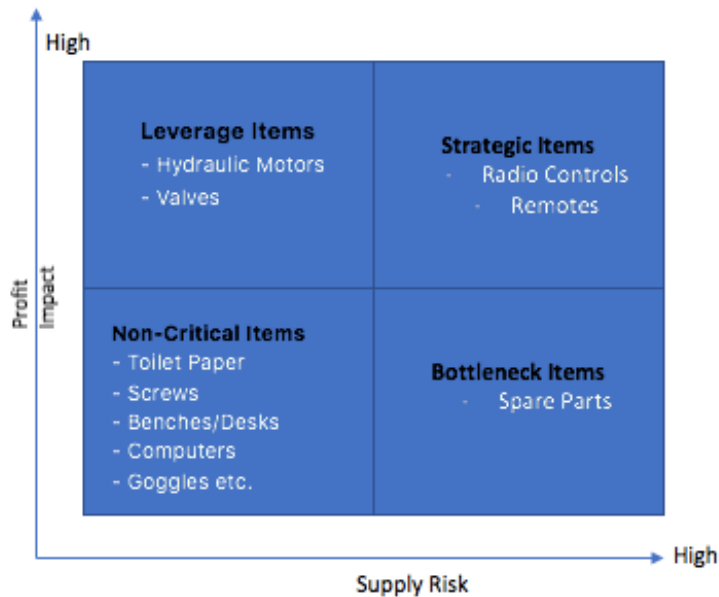 High
Leverage Items
- Hydraulic Motors
- Valves
Strategic Items
- Radio Controls
- Remotes
Profit
Impact
Non-Critical Items
- Toilet Paper
- Screws
- Benches/Desks
- Computers
- Goggles etc.
Bottleneck Items
- Spare Parts
High
Supply Risk